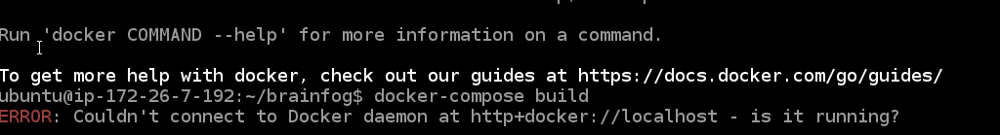 Run 'docker COMMAND --help' for more information on a command.
To get more help with docker, check out our guides at https://docs.docker.com/go/guides/
ubuntu@ip-172-26-7-192:~/brainfog$ docker-compose build
ERROR: Couldn't connect to Docker daemon at http+docker://localhost - is it running?